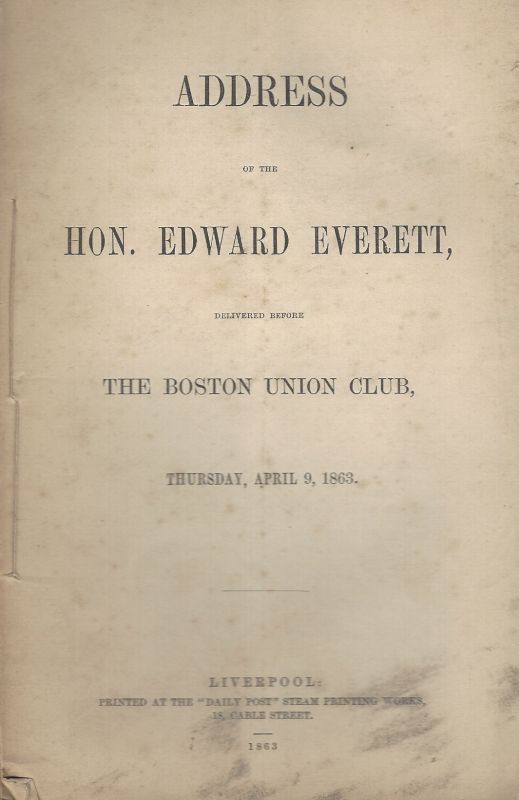 ADDRESS
OF THE
HON. EDWARD EVERETT,
DELIVERED BEFORE
THE BOSTON UNION CLUB,
THURSDAY, APRIL 9, 1863.
LIVERPOOL:
PRINTED AT THE "DAILY POST" STEAM PRINTING WORKS,
18, CABLE STREET.
1863